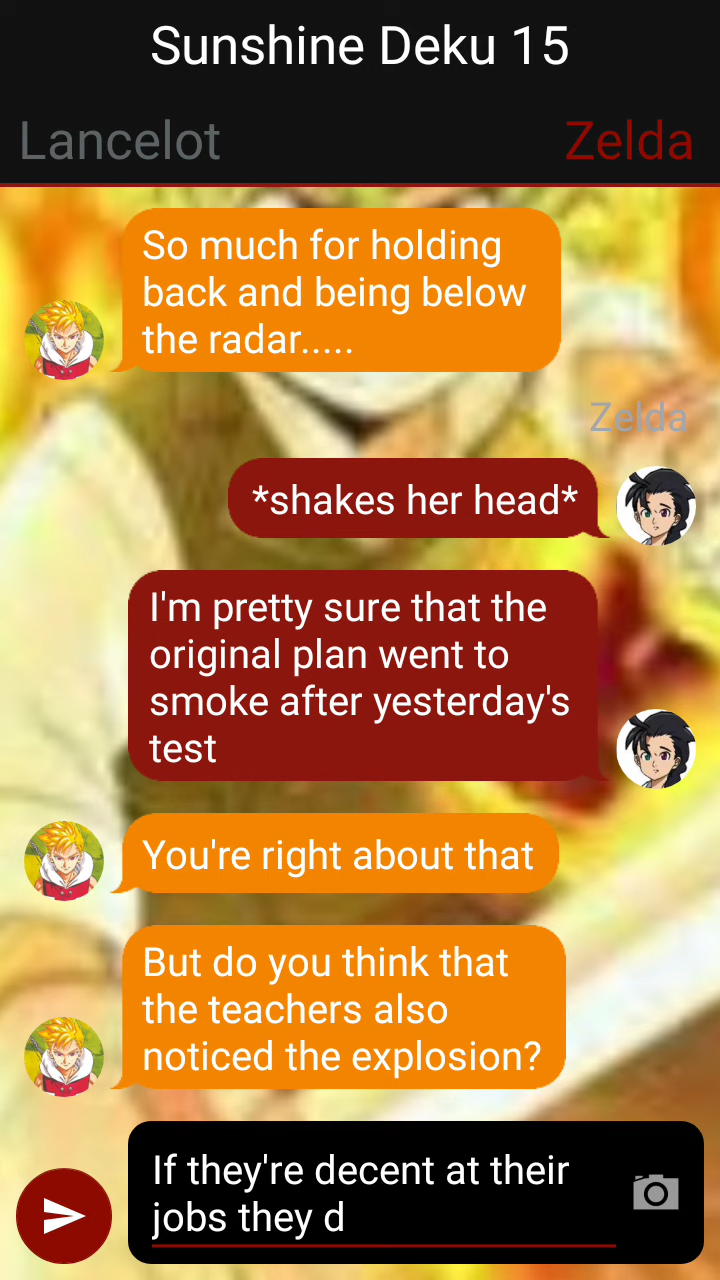 Sunshine Deku 15
Lancelot
Zelda
So much for holding
back and being below
the radar.....
Zelda
*shakes her head*
I'm pretty sure that the
original plan went to
smoke after yesterday's
test
You're right about that
But do you think that
the teachers also
noticed the explosion?
If they're decent at their
jobs they d